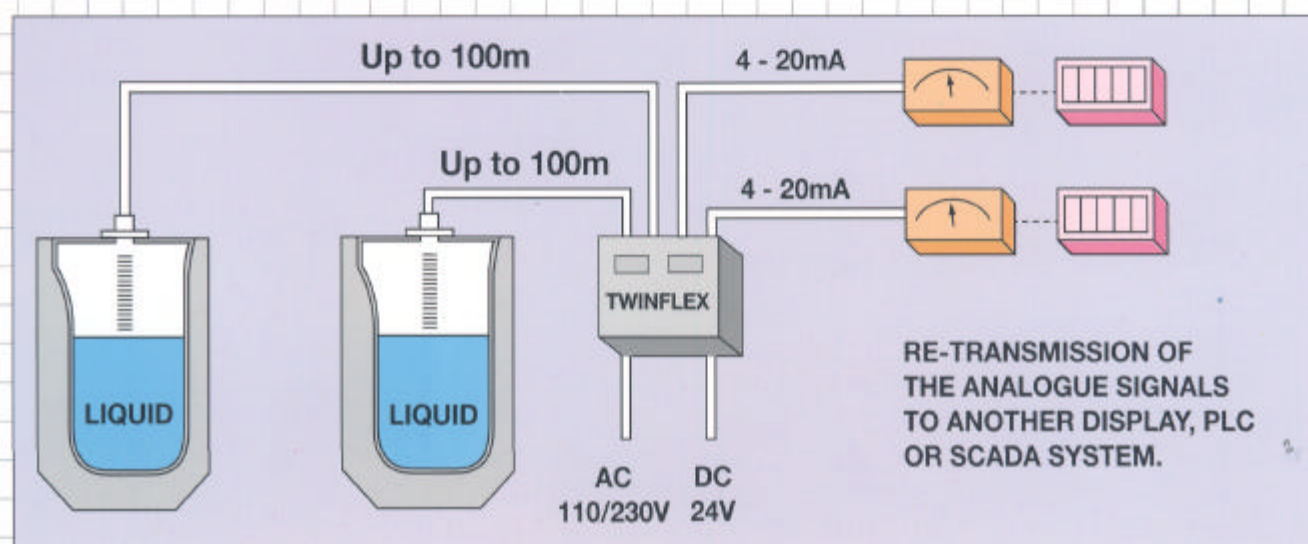 Up to 100m
4 - 20mA
Up to 100m
4 - 20mA
TWINFLEX
LIQUID
LIQUID
RE-TRANSMISSION OF
THE ANALOGUE SIGNALS
TO ANOTHER DISPLAY, PLC
OR SCADA SYSTEM.
AC
110/230V
DC
24V